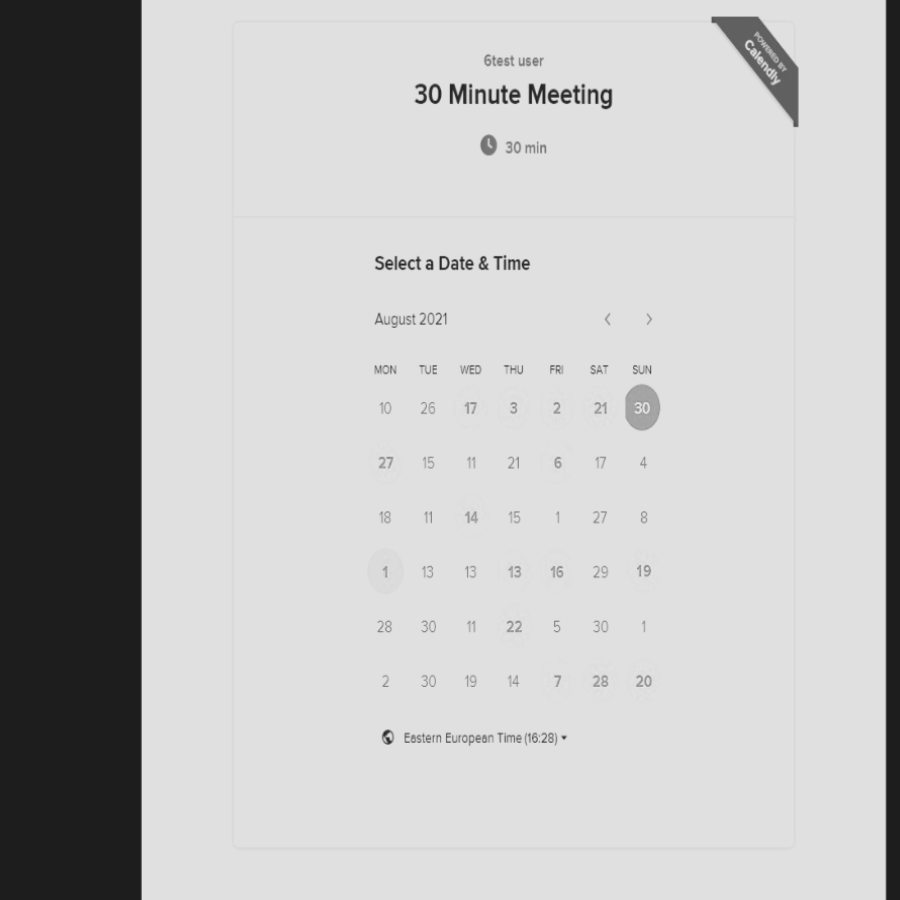 POWERED BY
Calendly
6test user
30 Minute Meeting
30 min
Select a Date & Time
August 2021
MON TUE WED THU FRI SAT SUN
10 26 17 3 2 21 30
27 15 11 21 6 17 4
18 11 14 15 1 27 8
1 13 13 13 16 29 19
28 30 11 22 5 30 1
2 30 19 14 7 28 20
Eastern European Time (16:28)